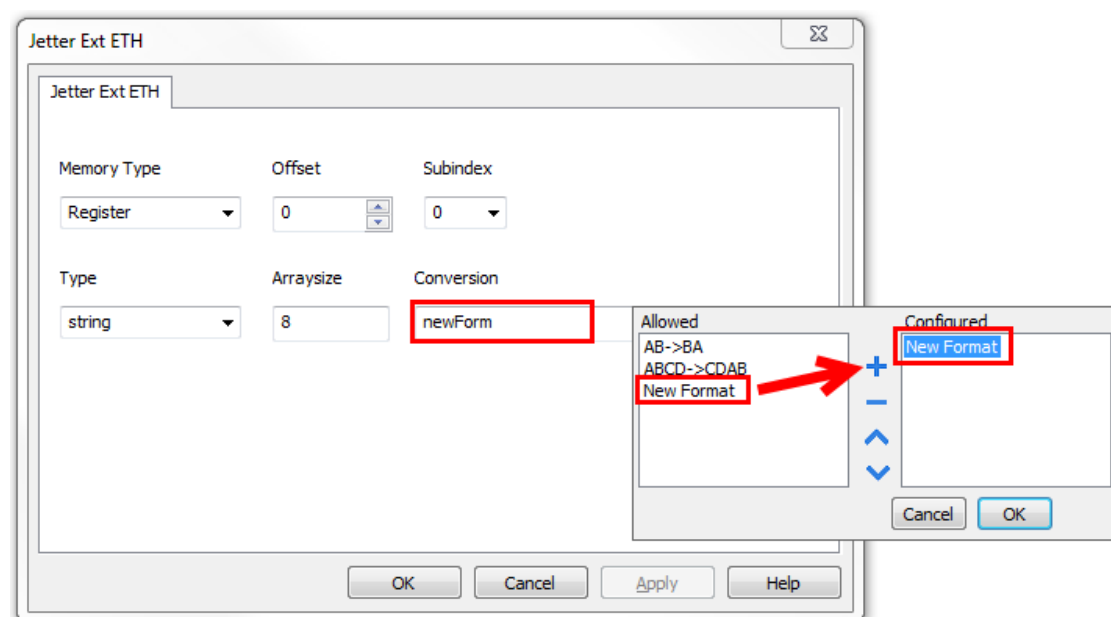 Jetter Ext ETH
Jetter Ext ETH
Memory Type Offset Subindex
Register 0 0
Type Arraysize Conversion
string 8 newForm
Allowed Configured
AB->BA New Format
ABCD->CDAB
New Format
Cancel OK
OK Cancel Apply Help